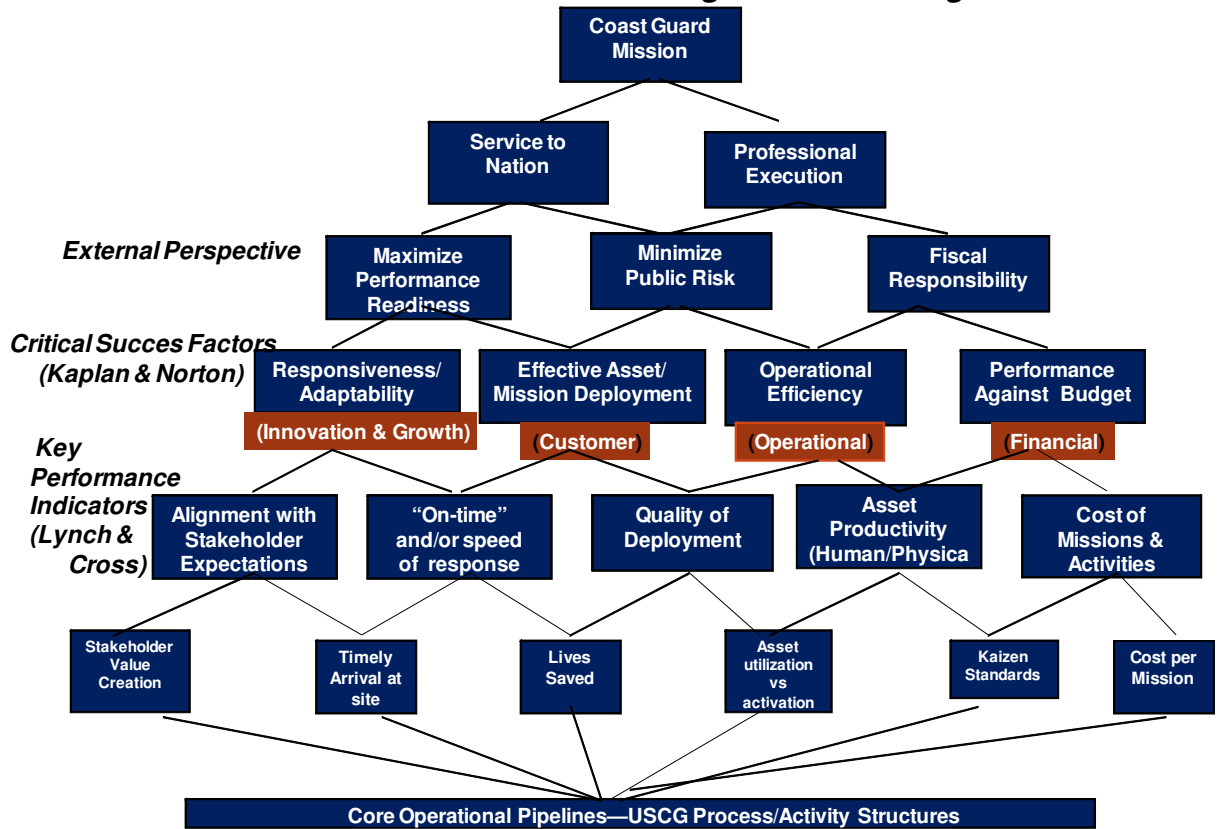 Coast Guard
Mission
Service to
Nation
Professional
Execution
External Perspective
Maximize
Performance
Readiness
Minimize
Public Risk
Fiscal
Responsibility
Critical Succes Factors
(Kaplan & Norton)
Responsiveness/
Adaptability
Effective Asset/
Mission Deployment
Operational
Efficiency
Performance
Against Budget
(Innovation & Growth)
(Customer)
(Operational)
(Financial)
Key
Performance
Indicators
(Lynch &
Cross)
Alignment with
Stakeholder
Expectations
“On-time”
and/or speed
of response
Quality of
Deployment
Asset
Productivity
(Human/Physica
Cost of
Missions &
Activities
Stakeholder
Value
Creation
Timely
Arrival at
site
Lives
Saved
Asset
utilization
vs
activation
Kaizen
Standards
Cost per
Mission
Core Operational Pipelines—USCG Process/Activity Structures